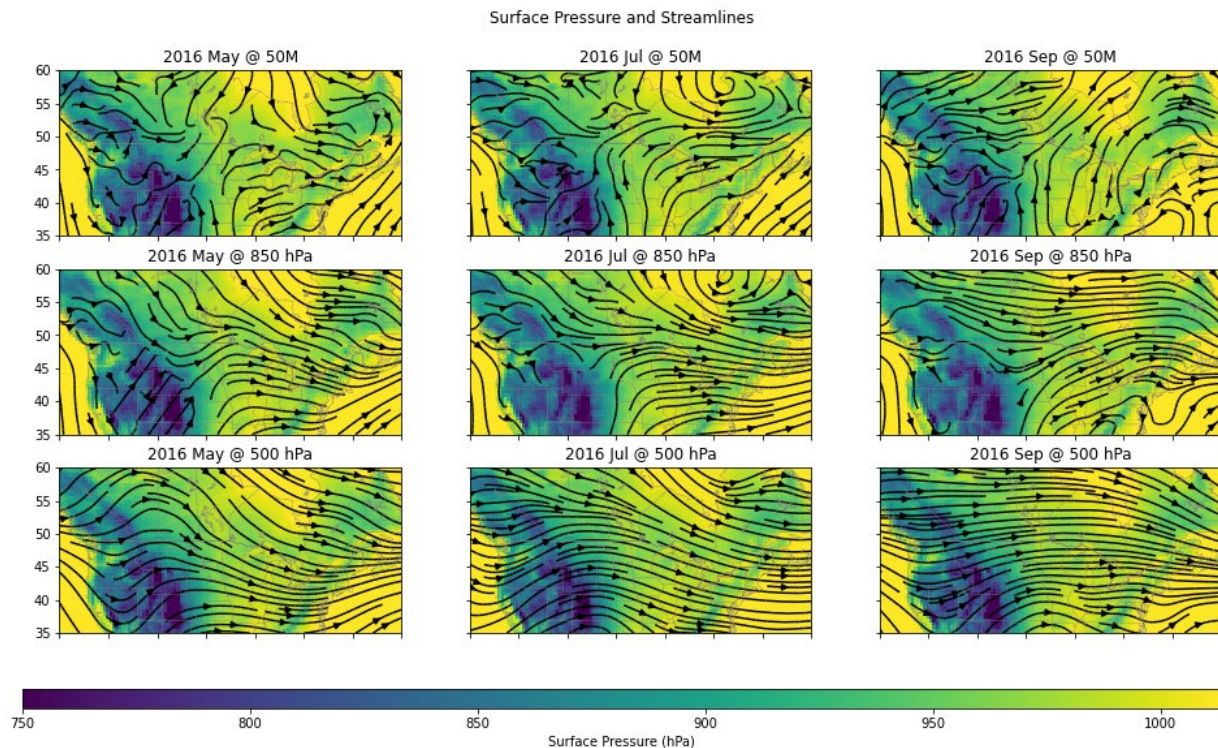 Surface Pressure and Streamlines
2016 May @ 50M
2016 Jul @ 50M
2016 Sep @ 50M
60
55
50
45
40
35
2016 May @ 850 hPa
2016 Jul @ 850 hPa
2016 Sep @ 850 hPa
60
55
50
45
40
35
2016 May @ 500 hPa
2016 Jul @ 500 hPa
2016 Sep @ 500 hPa
60
55
50
45
40
35
750
800
850
900
950
1000
Surface Pressure (hPa)